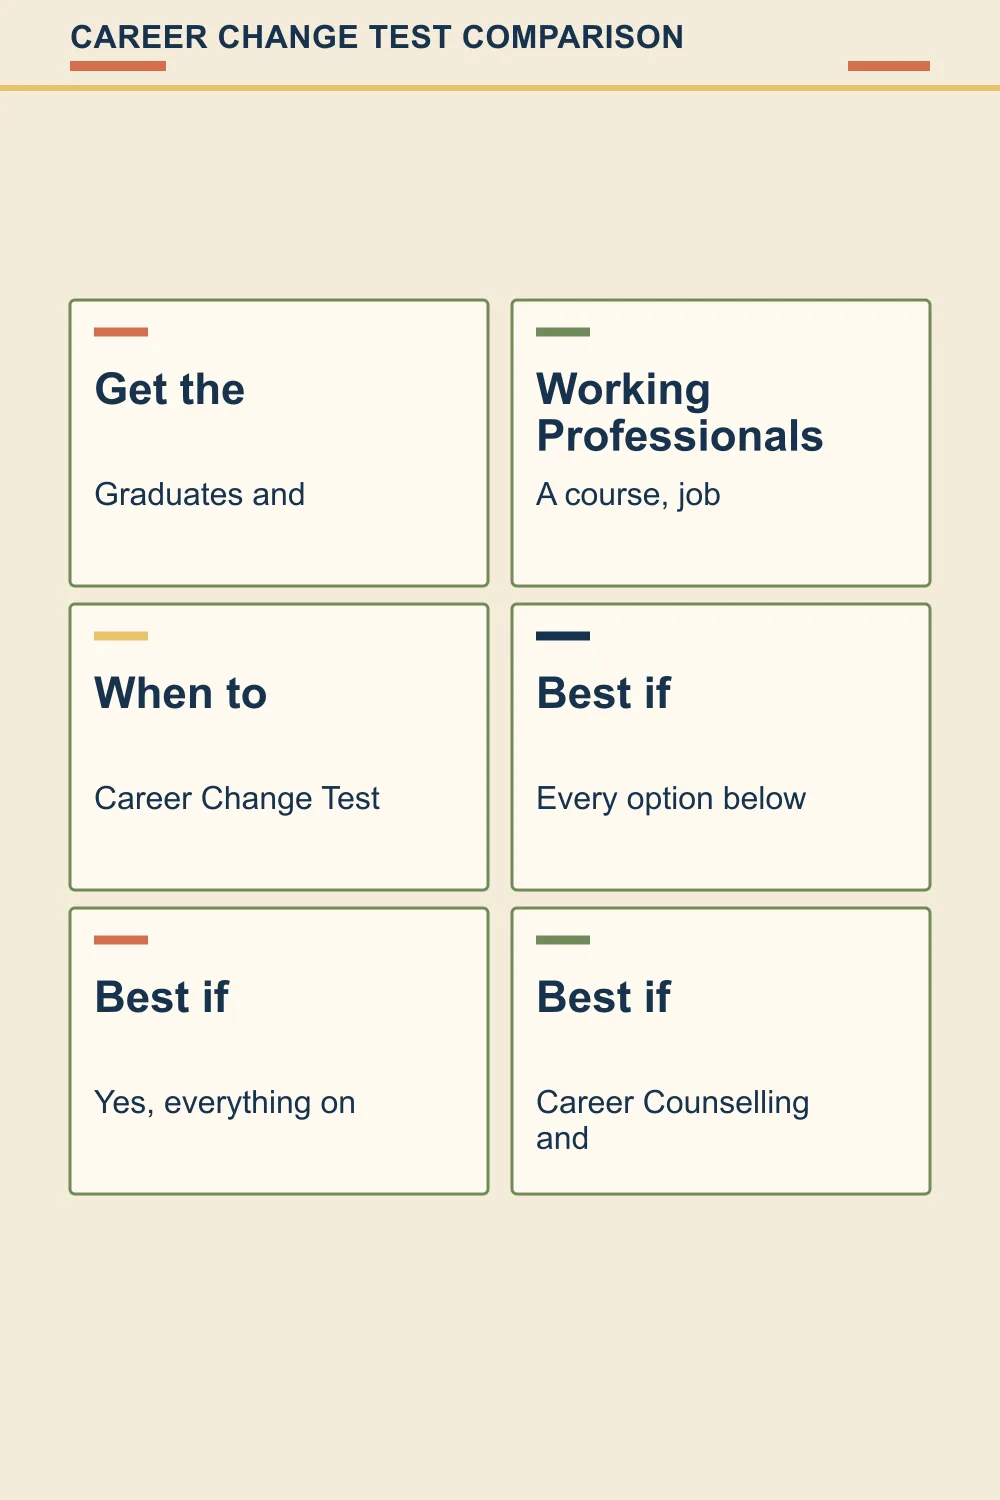 CAREER CHANGE TEST COMPARISON
Get the
Graduates and
Working
Professionals
A course, job
When to
Career Change Test
Best if
Every option below
Best if
Yes, everything on
Best if
Career Counselling
and